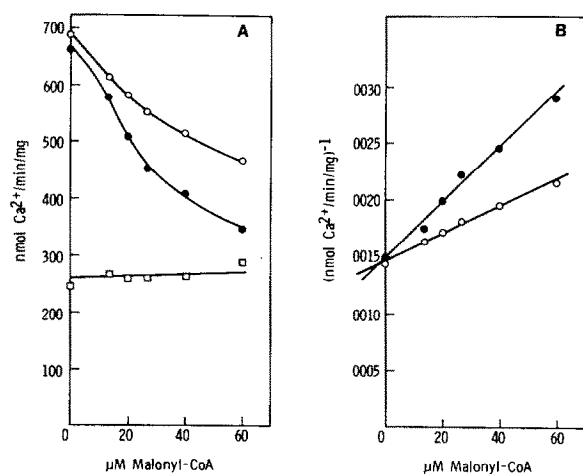 A
700
600
500
400
300
200
100
0 20 40 60
nmol Ca²⁺/min/mg
µM Malonyl-CoA
B
0030
0025
0020
0015
0010
0005
0 20 40 60
(nmol Ca²⁺/min/mg)⁻¹
µM Malonyl-CoA